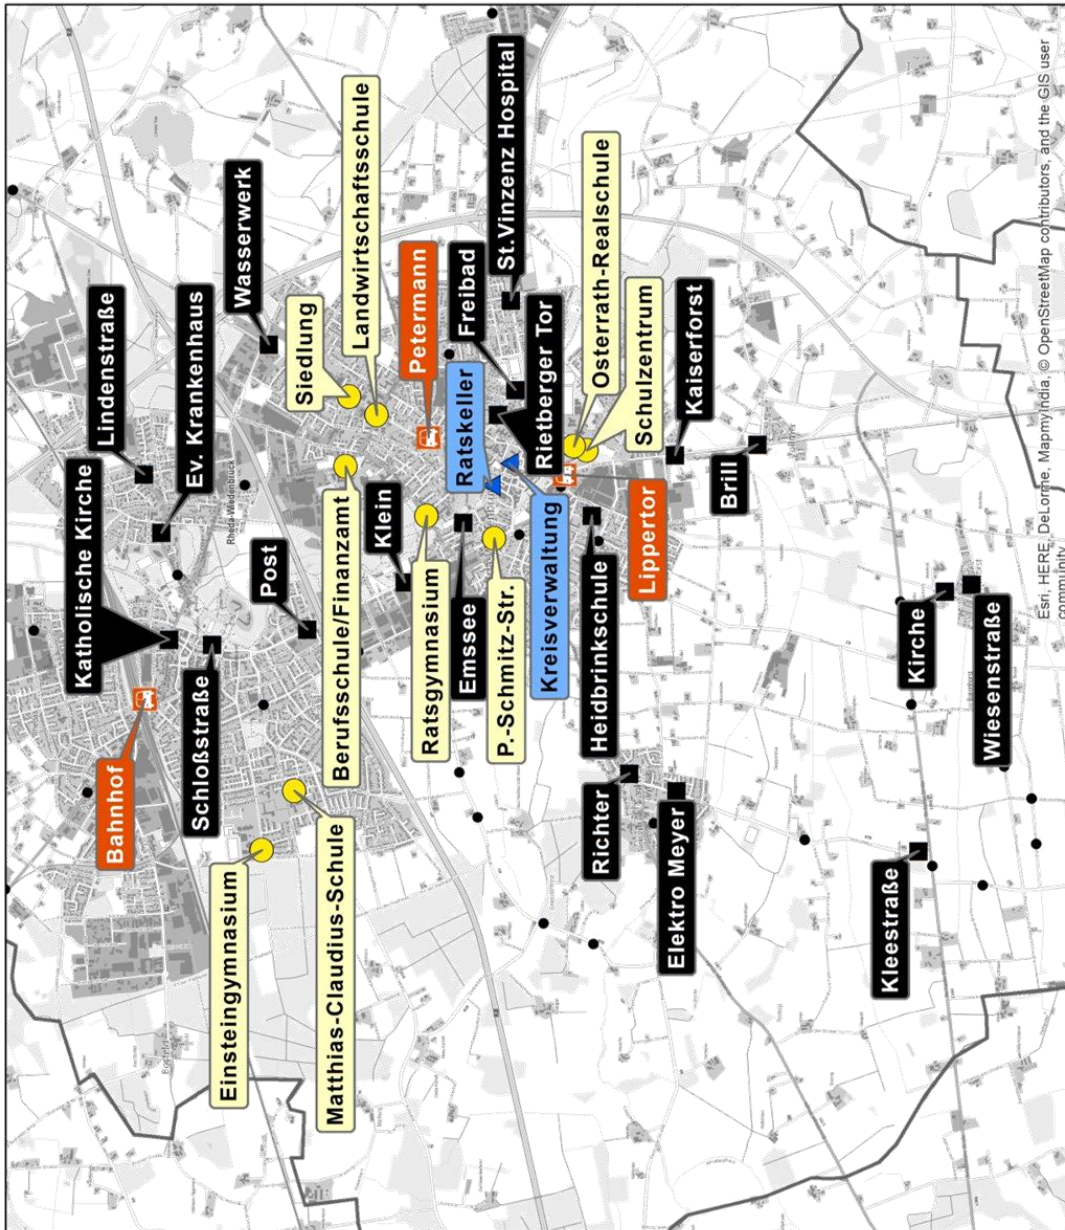 Bahnhof
Katholische Kirche
Lindenstraße
Ev. Krankenhaus
Schloßstraße
Wasserwerk
Post
Einsteingymnasium
Matthias-Claudius-Schule
Siedlung
Berufsschule/Finanzamt
Landwirtschaftsschule
Klein
Petermann
Ratsgymnasium
Emsee
Ratskeller
Freibad
P.-Schmitz-Str.
St.Vinzenz Hospital
Rietberger Tor
Kreisverwaltung
Osterrath-Realschule
Heidbrinkschule
Richter
Schulzentrum
Lippertor
Elektro Meyer
Kaiserforst
Brill
Kirche
Kleestraße
Wiesenstraße
Rheda-Wiedenbrück
Esri, HERE, DeLorme, MapmyIndia, © OpenStreetMap contributors, and the GIS user
community